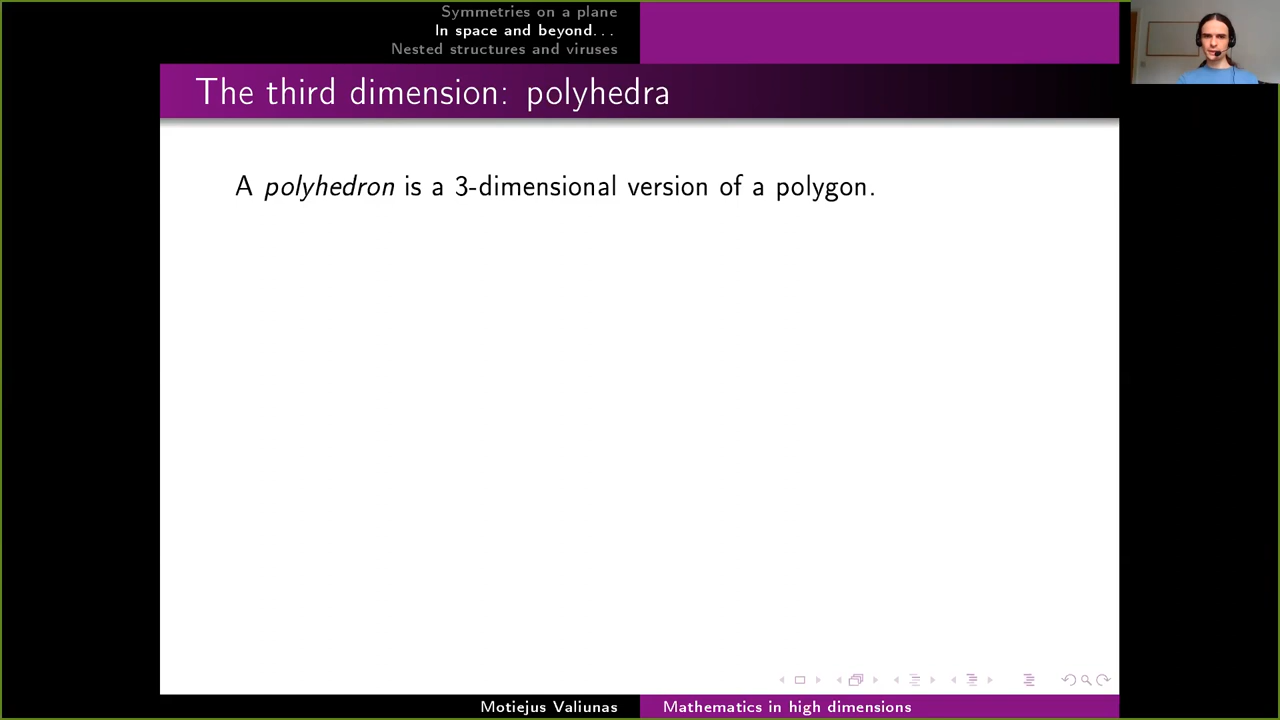 Symmetries on a plane
In space and beyond...
Nested structures and viruses
The third dimension: polyhedra
A polyhedron is a 3-dimensional version of a polygon.
Motiejus Valiunas
Mathematics in high dimensions